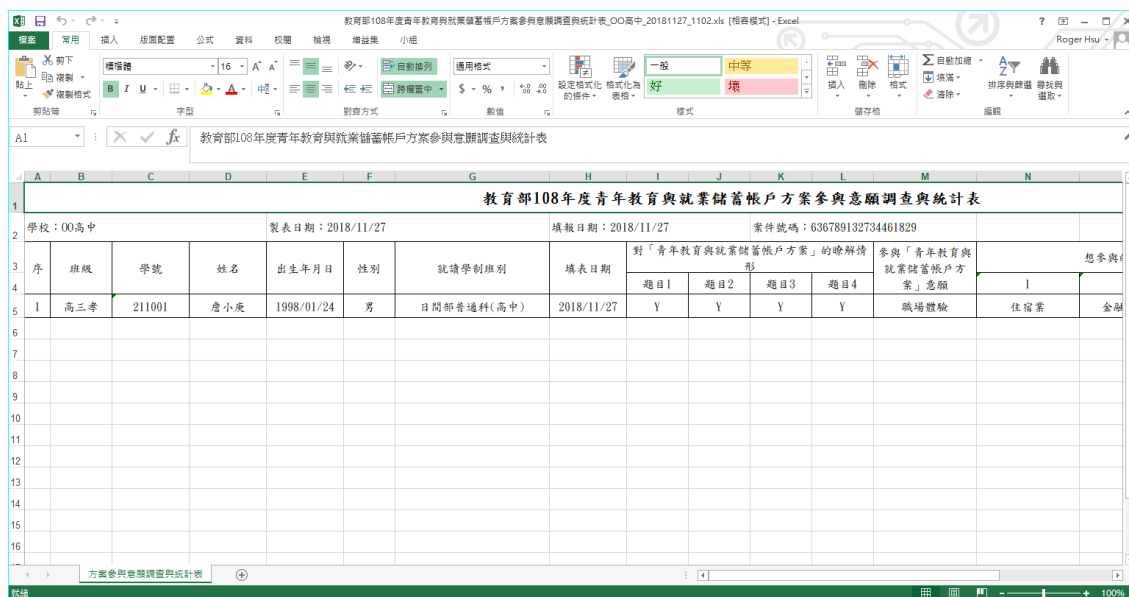 教育部108年度青年教育與就業儲蓄帳戶方案參與意願調查與統計表_OO高中_20181127_1102.xls [相容模式] - Excel
檔案 常用 插入 版面配置 公式 資料 校閱 檢視 增益集 小組 Roger Hsu
剪下 標楷體 16 自動換列 通用格式 一般 中等 自動加總
複製 填滿
貼上 複製格式 B I U 跨欄置中 $ % 設定格式化的條件 格式化為表格 好 壞 插入 刪除 格式 清除 排序與篩選 尋找與選取
剪貼簿 字型 對齊方式 數值 樣式 儲存格 編輯
A1 fx 教育部108年度青年教育與就業儲蓄帳戶方案參與意願調查與統計表
A B C D E F G H I J K L M N
1 教育部108年度青年教育與就業儲蓄帳戶方案參與意願調查與統計表
2 學校：OO高中 製表日期：2018/11/27 填報日期：2018/11/27 案件號碼：636789132734461829
3 序 班級 學號 姓名 出生年月日 性別 就讀學制班別 填表日期 對「青年教育與就業儲蓄帳戶方案」的瞭解情形 參與「青年教育與就業儲蓄帳戶方案」意願 想參與
4 題目1 題目2 題目3 題目4 1
5 1 高三孝 211001 詹小庚 1998/01/24 男 日間部普通科(高中) 2018/11/27 Y Y Y Y 職場體驗 住宿業 金融
6
7
8
9
10
11
12
13
14
15
16
方案參與意願調查與統計表
就緒 100%